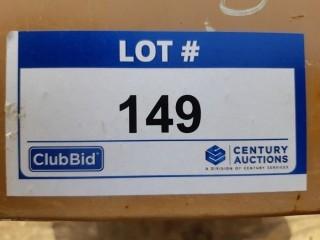 LOT #
149
ClubBid
CENTURY
AUCTIONS
A DIVISION OF CENTURY SERVICES